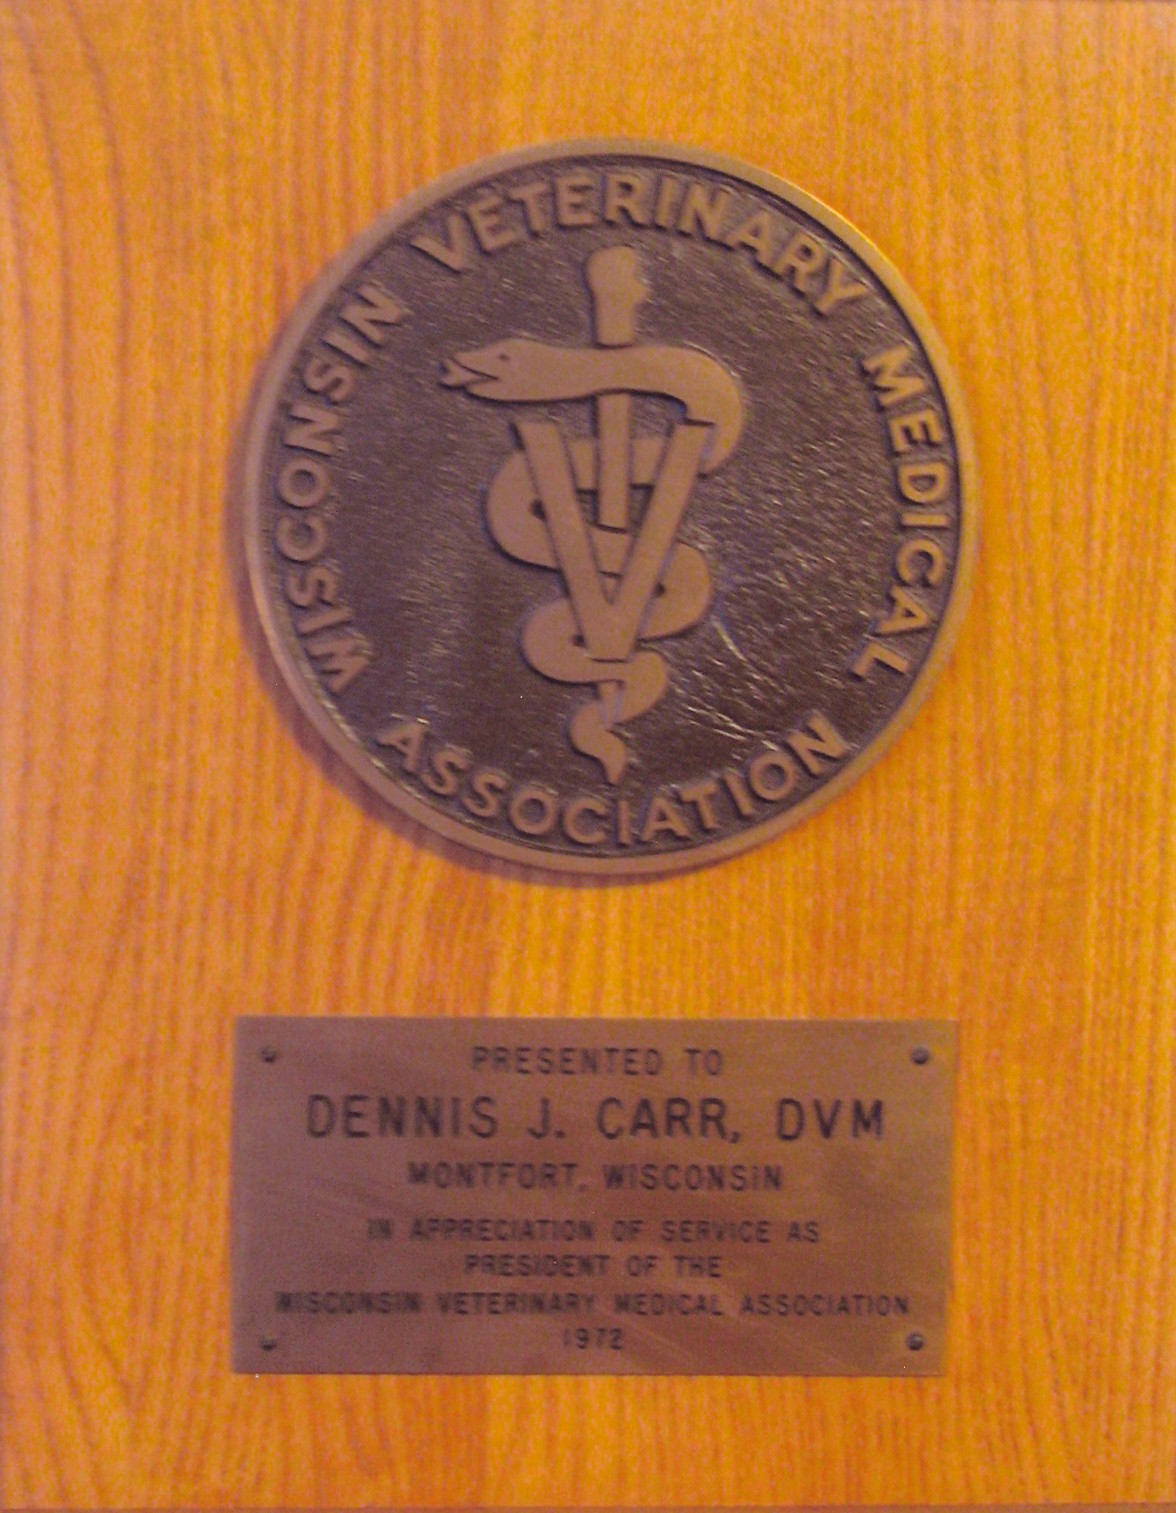 WISCONSIN VETERINARY MEDICAL ASSOCIATION
V
PRESENTED TO
DENNIS J. CARR, DVM
MONTFORT, WISCONSIN
IN APPRECIATION OF SERVICE AS
PRESIDENT OF THE
WISCONSIN VETERINARY MEDICAL ASSOCIATION
1972